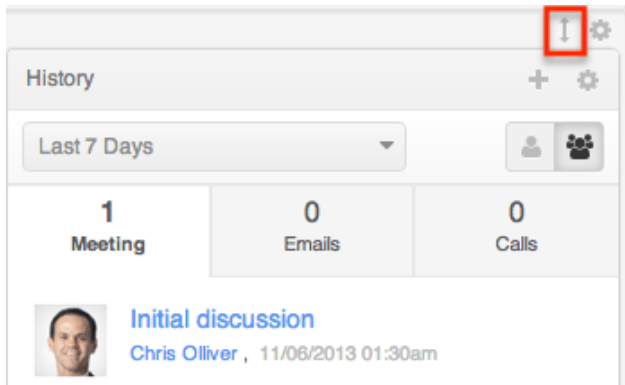 History
Last 7 Days
1 0 0
Meeting Emails Calls
Initial discussion
Chris Olliver , 11/06/2013 01:30am